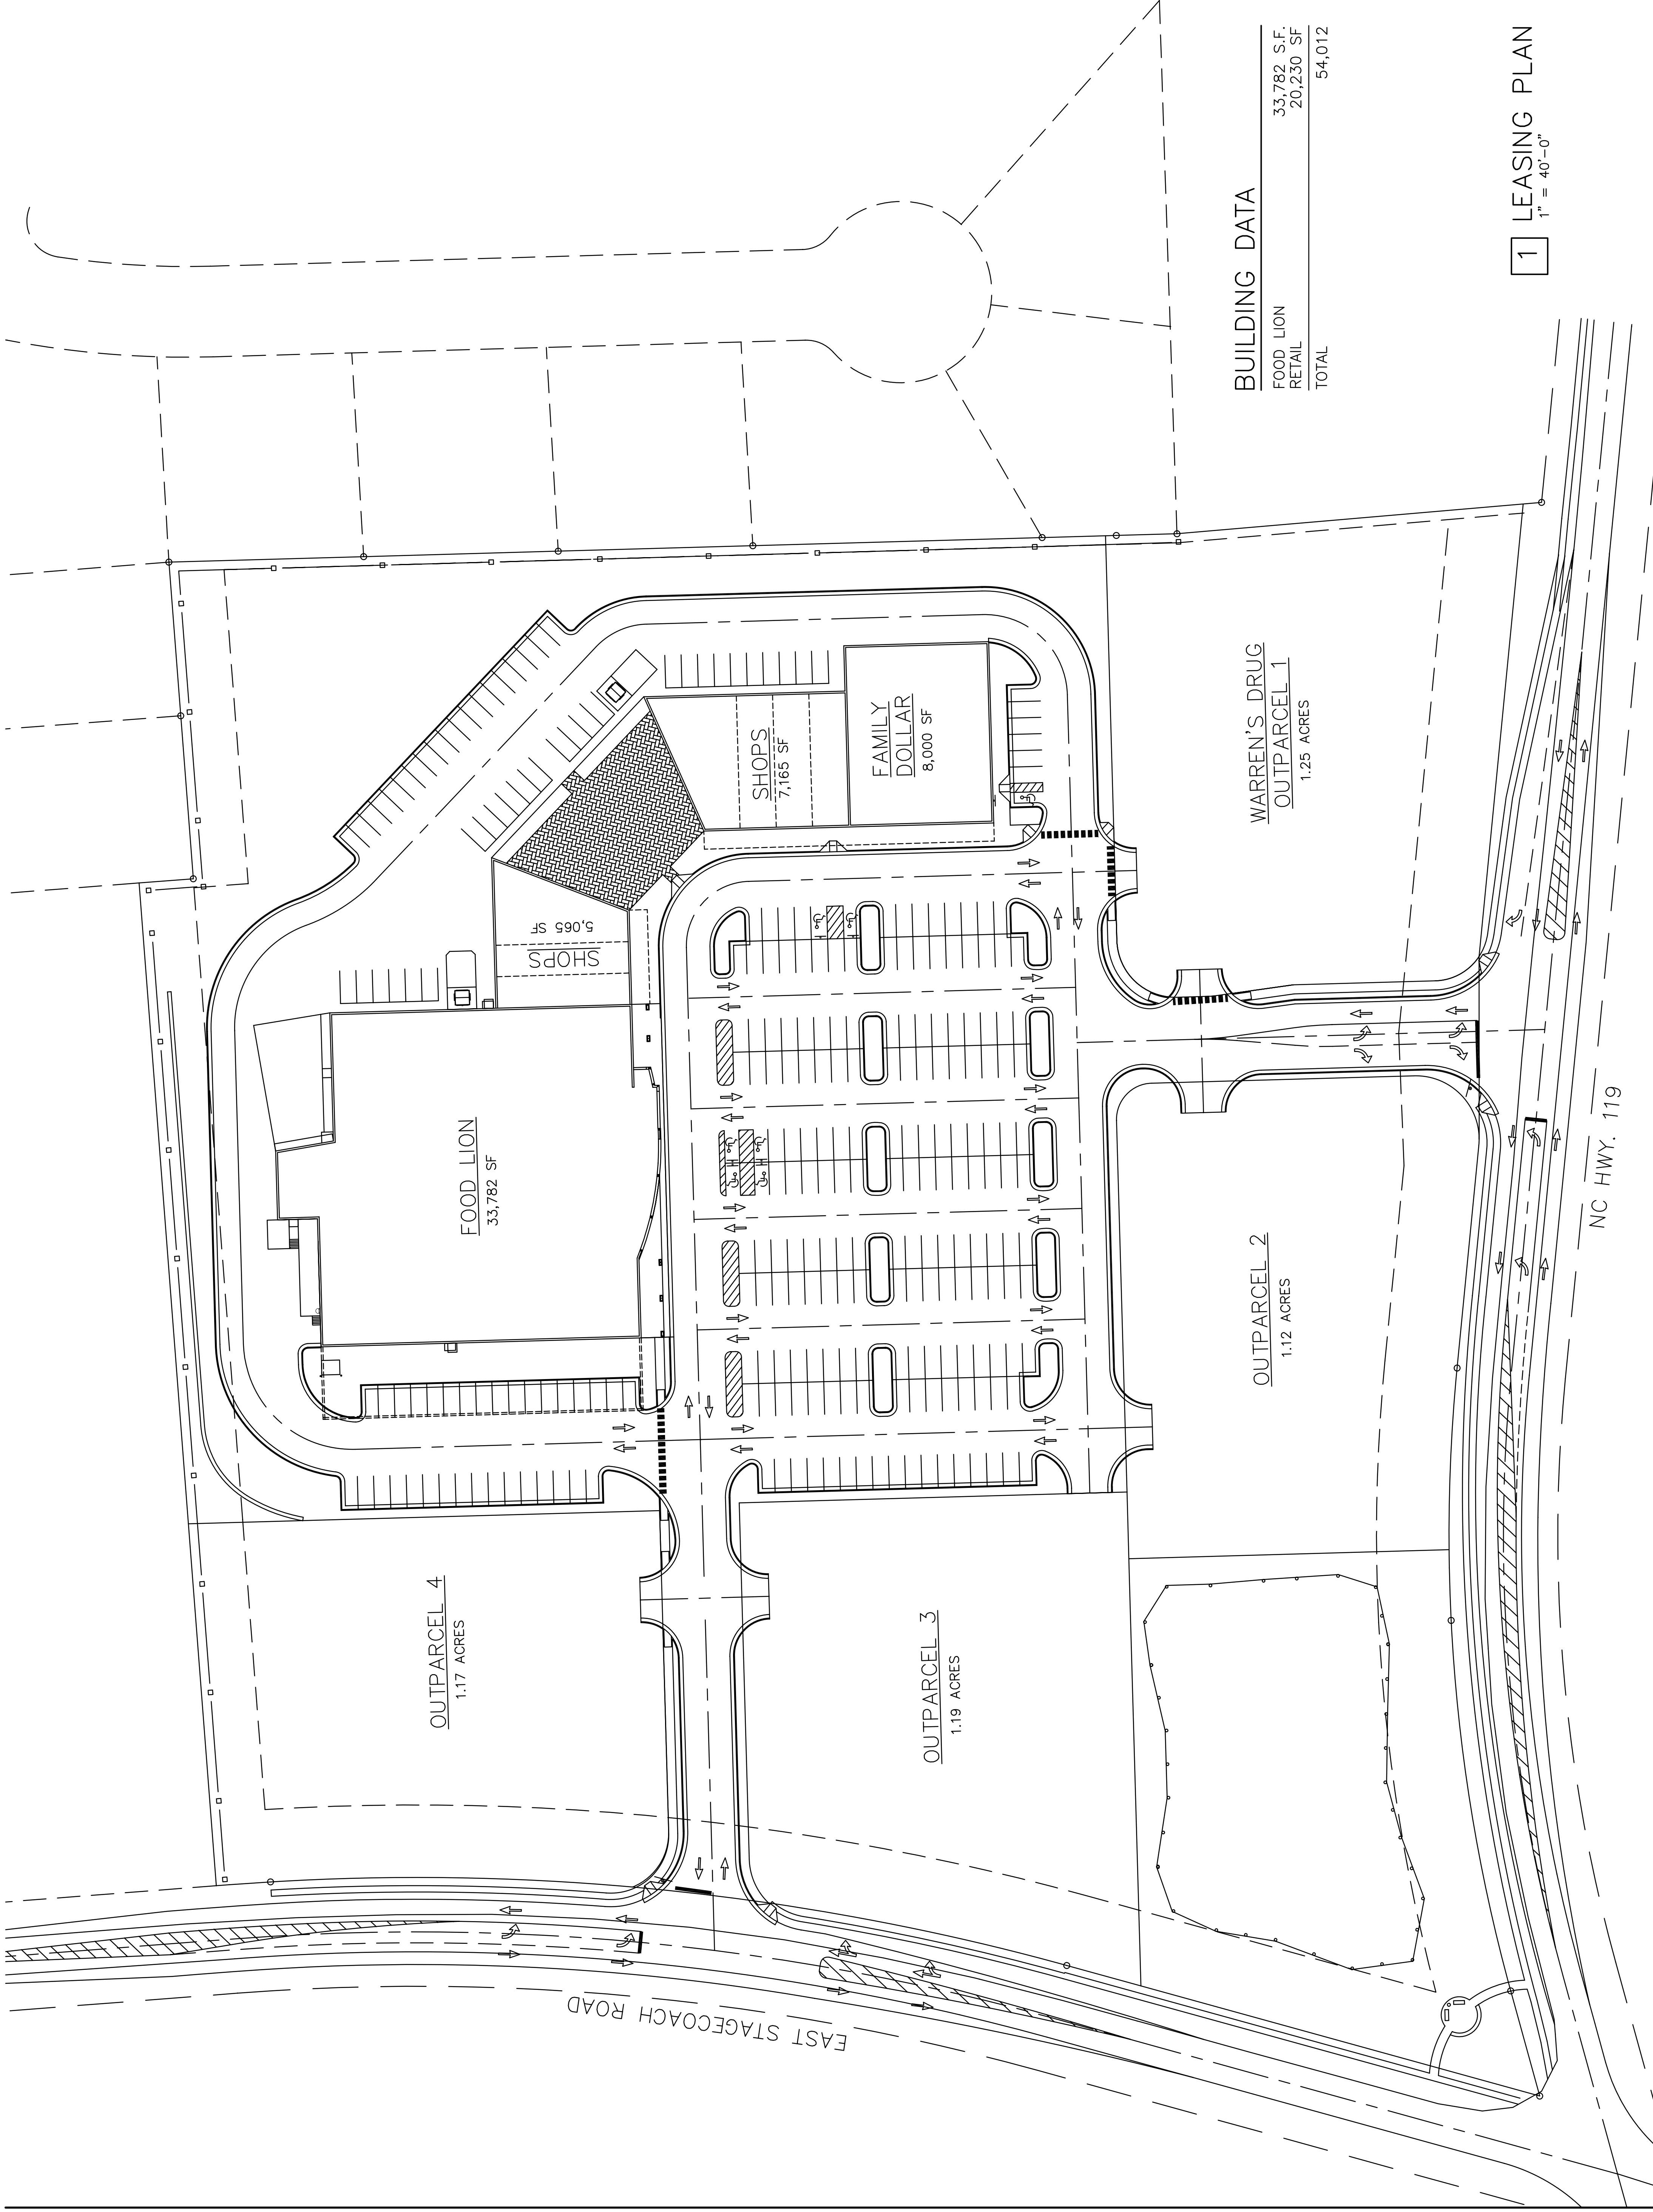 FOOD LION
33,782 SF
SHOPS
5,065 SF
SHOPS
7,165 SF
FAMILY
DOLLAR
8,000 SF
OUTPARCEL 4
1.17 ACRES
OUTPARCEL 3
1.19 ACRES
OUTPARCEL 2
1.12 ACRES
WARREN'S DRUG
OUTPARCEL 1
1.25 ACRES
EAST STAGECOACH ROAD
NC HWY. 119
BUILDING DATA
FOOD LION 33,782 S.F.
RETAIL 20,230 SF
TOTAL 54,012
1 LEASING PLAN
1" = 40'-0"